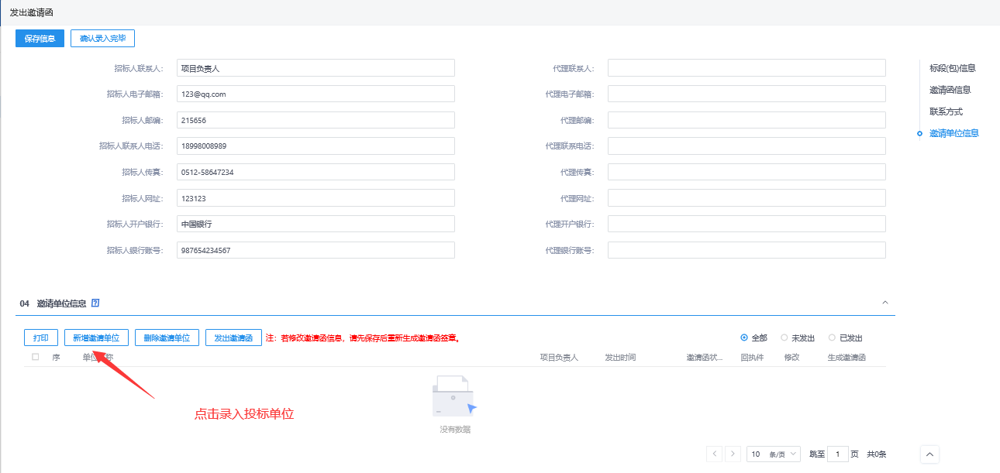 发出邀请函
保存信息 确认录入完毕
招标人联系人: 项目负责人 代理联系人:
招标人电子邮箱: 123@qq.com 代理电子邮箱:
招标人邮编: 215656 代理邮编:
招标人联系人电话: 18998008989 代理联系电话:
招标人传真: 0512-58647234 代理传真:
招标人网址: 123123 代理网址:
招标人开户银行: 中国银行 代理开户银行:
招标人银行账号: 987654234567 代理银行账号:
标段(包)信息
邀请函信息
联系方式
邀请单位信息
04 邀请单位信息 ?
打印 新增邀请单位 删除邀请单位 发出邀请函 注：若修改邀请函信息，请先保存后重新生成邀请函签章。 全部 未发出 已发出
序 单位名称 项目负责人 发出时间 邀请函状... 回执件 修改 生成邀请函
点击录入投标单位
没有数据
< > 10 条/页 跳至 1 页 共0条